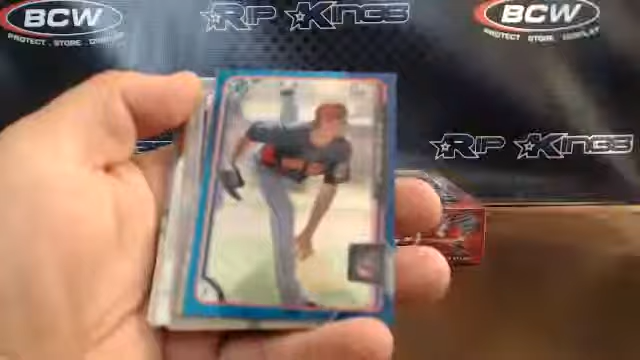 BCW
PROTECT . STORE . DISPLAY
RIP KINGS
BCW
PROTECT . STORE . DISPLAY
RIP KINGS